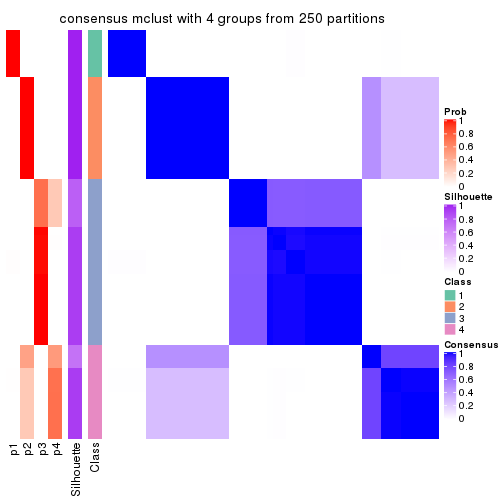 consensus mclust with 4 groups from 250 partitions
Prob
1
0.8
0.6
0.4
0.2
0
Silhouette
1
0.8
0.6
0.4
0.2
0
Class
1
2
3
4
Consensus
1
0.8
0.6
0.4
0.2
0
p1
p2
p3
p4
Silhouette
Class